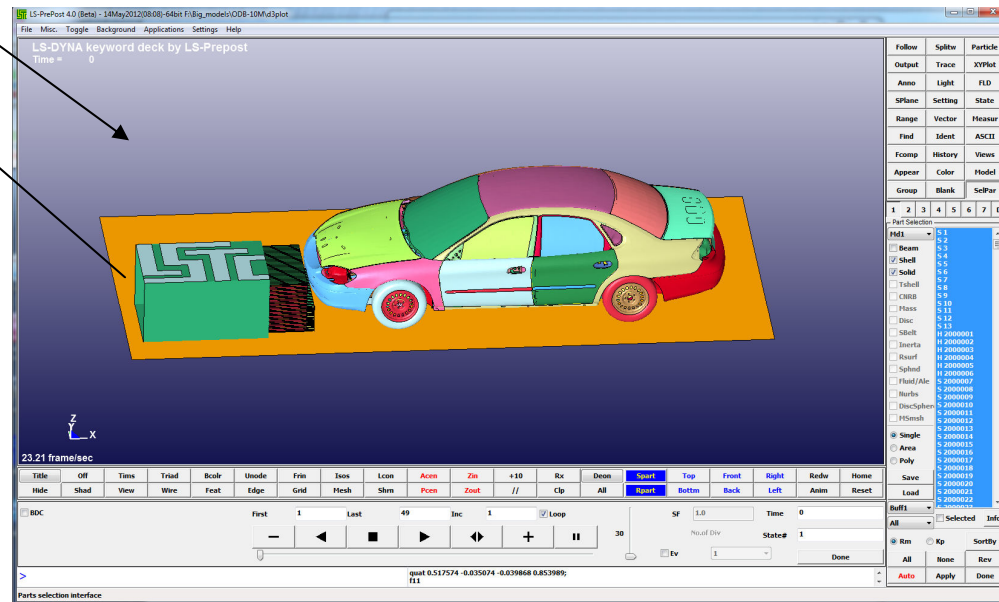 LS-PrePost 4.0 (Beta) - 14May2012(08:08)-64bit F:\Big_models\ODB-10M\d3plot
File Misc. Toggle Background Applications Settings Help
LS-DYNA keyword deck by LS-Prepost
Time = 0
LSTC
Z
Y
X
23.21 frame/sec
Follow Splitw Particle
Output Trace XYPlot
Anno Light FLD
SPlane Setting State
Range Vector Measur
Find Ident ASCII
Fcomp History Views
Appear Color Model
Group Blank SelPar
1 2 3 4 5 6 7
Part Selection
Md1
Beam
Shell
Solid
Tshell
CNRB
Mass
Disc
SBelt
Inerta
Rsurf
Sphnd
Fluid/Ale
Nurbs
DiscSphere
MSmsh
Single
Area
Poly
Save
Load
Buff1
All
S 1
S 2
S 3
S 4
S 5
S 6
S 7
S 8
S 9
S 10
S 11
S 12
S 13
H 2000001
H 2000002
H 2000003
H 2000004
H 2000005
H 2000006
S 2000007
S 2000008
S 2000009
S 2000010
S 2000011
S 2000012
S 2000013
S 2000014
S 2000015
S 2000016
S 2000017
S 2000018
S 2000019
S 2000020
S 2000021
S 2000022
Selected Info
Rm Kp SortBy
All None Rev
Auto Apply Done
Title Off Tims Triad Bcolr Unode Frin Isos Lcon Acen Zin +10 Rx Deon Spart Top Front Right Redw Home
Hide Shad View Wire Feat Edge Grid Mesh Shrn Pcen Zout // Clp All Rpart Bottm Back Left Anim Reset
BDC
First 1 Last 49 Inc 1 Loop
30
SF 1.0 Time 0
No.of Div State# 1
Ev 1 Done
>
quat 0.517574 -0.035074 -0.039868 0.853989;
f11
Parts selection interface